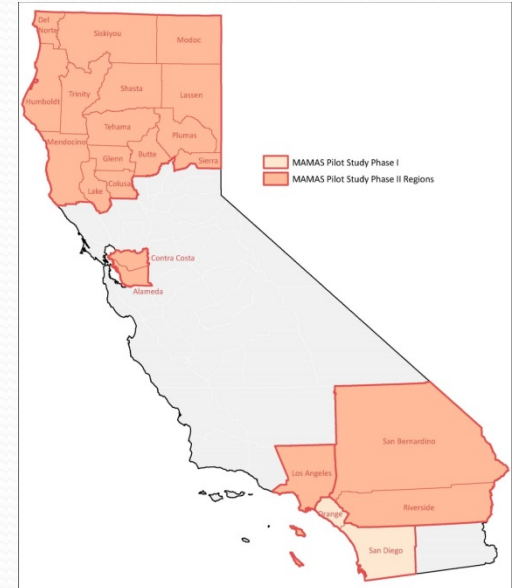 Del
Norte
Siskiyou
Modoc
Humboldt
Trinity
Shasta
Lassen
Tehama
Plumas
Mendocino
Glenn
Butte
Sierra
Lake
Colusa
MAMAS Pilot Study Phase I
MAMAS Pilot Study Phase II Regions
Contra Costa
Alameda
San Bernardino
Los Angeles
Riverside
Orange
San Diego